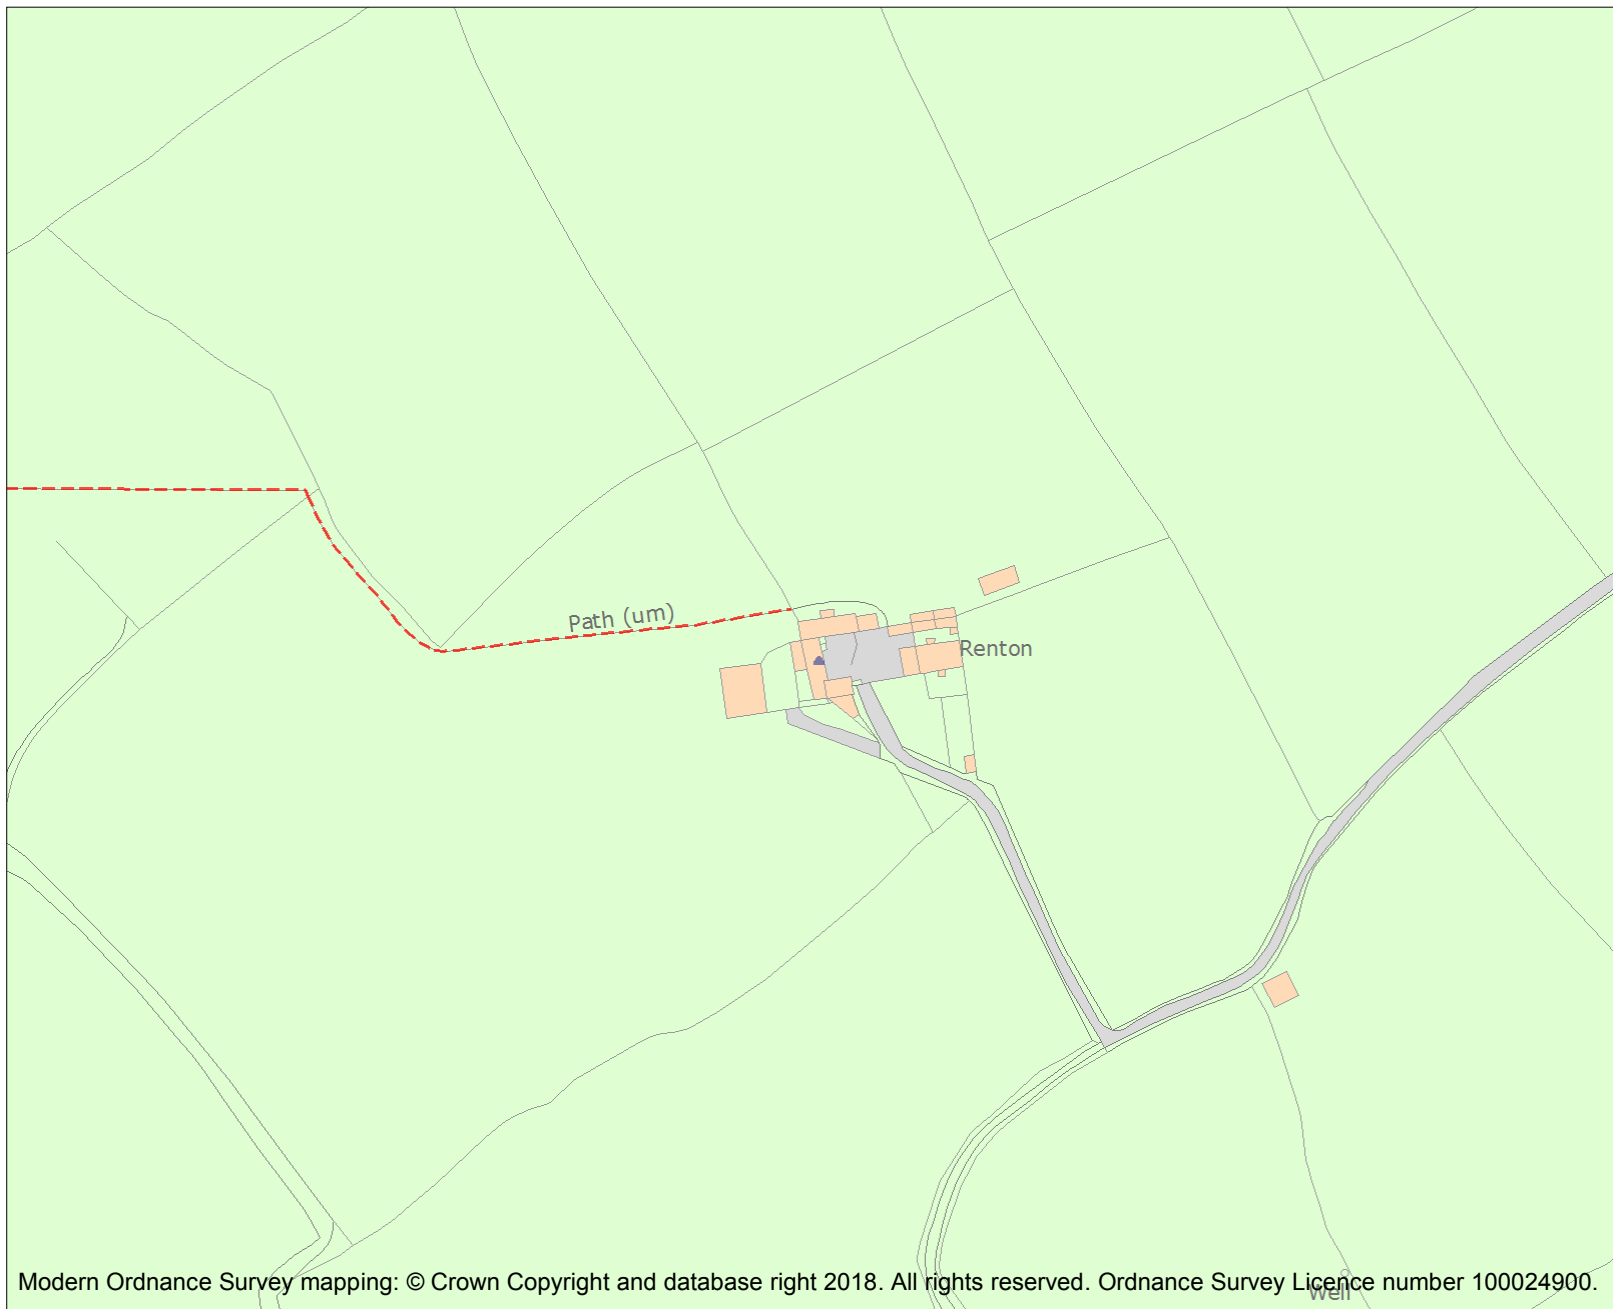 Path (um)
Renton
Well
Modern Ordnance Survey mapping: © Crown Copyright and database right 2018. All rights reserved. Ordnance Survey Licence number 100024900.